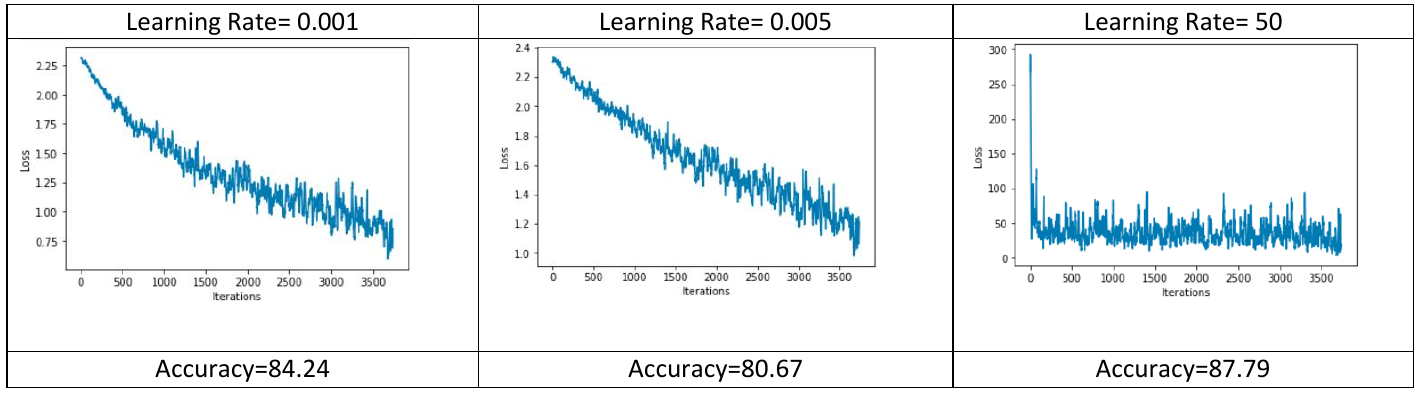 Learning Rate= 0.001
Learning Rate= 0.005
Learning Rate= 50
2.25
2.00
1.75
1.50
1.25
1.00
0.75
Loss
0 500 1000 1500 2000 2500 3000 3500
Iterations
2.4
2.2
2.0
1.8
1.6
1.4
1.2
1.0
Loss
0 500 1000 1500 2000 2500 3000 3500
Iterations
300
250
200
150
100
50
0
Loss
0 500 1000 1500 2000 2500 3000 3500
Iterations
Accuracy=84.24
Accuracy=80.67
Accuracy=87.79